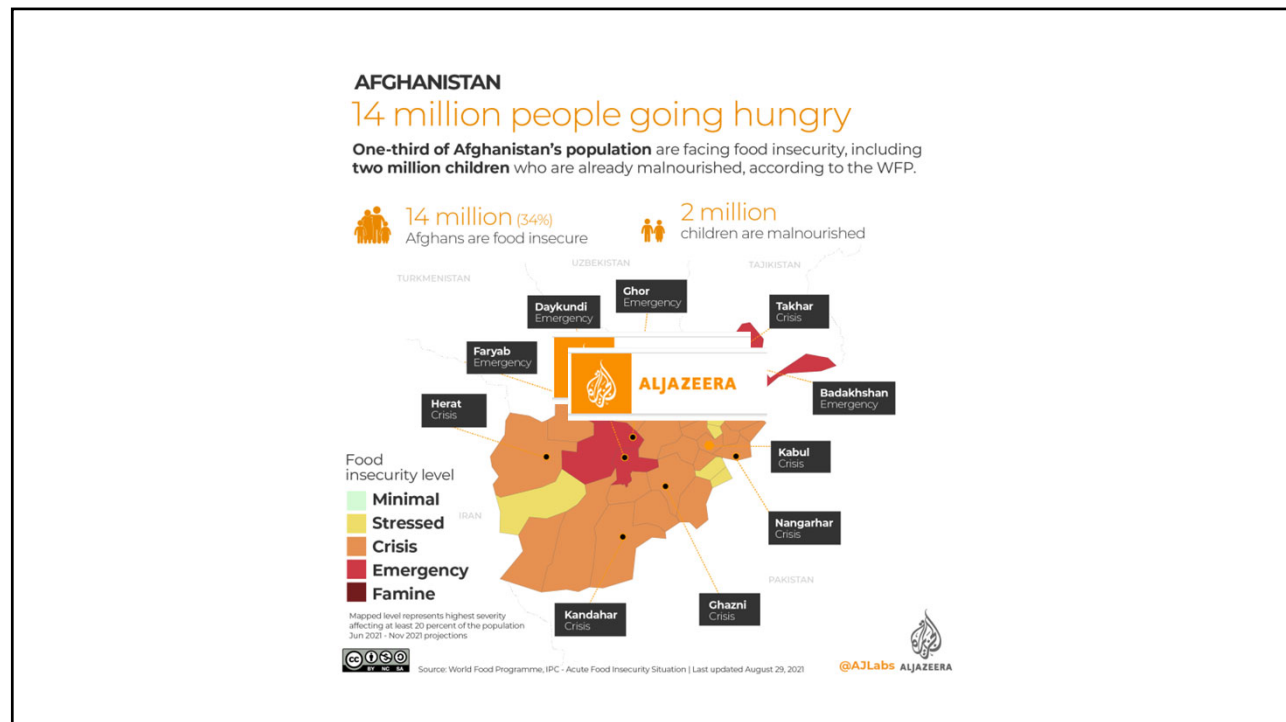 AFGHANISTAN
14 million people going hungry
One-third of Afghanistan's population are facing food insecurity, including
two million children who are already malnourished, according to the WFP.
14 million (34%)
Afghans are food insecure
2 million
children are malnourished
UZBEKISTAN
TAJIKISTAN
TURKMENISTAN
Ghor
Emergency
Daykundi
Emergency
Takhar
Crisis
Faryab
Emergency
ALJAZEERA
Badakhshan
Emergency
Herat
Crisis
Kabul
Crisis
Food
insecurity level
Minimal
Stressed
Crisis
Emergency
Famine
IRAN
Nangarhar
Crisis
PAKISTAN
Kandahar
Crisis
Ghazni
Crisis
Mapped level represents highest severity
affecting at least 20 percent of the population
Jun 2021 - Nov 2021 projections
cc BY NC SA
Source: World Food Programme, IPC - Acute Food Insecurity Situation | Last updated August 29, 2021
@AJLabs
ALJAZEERA